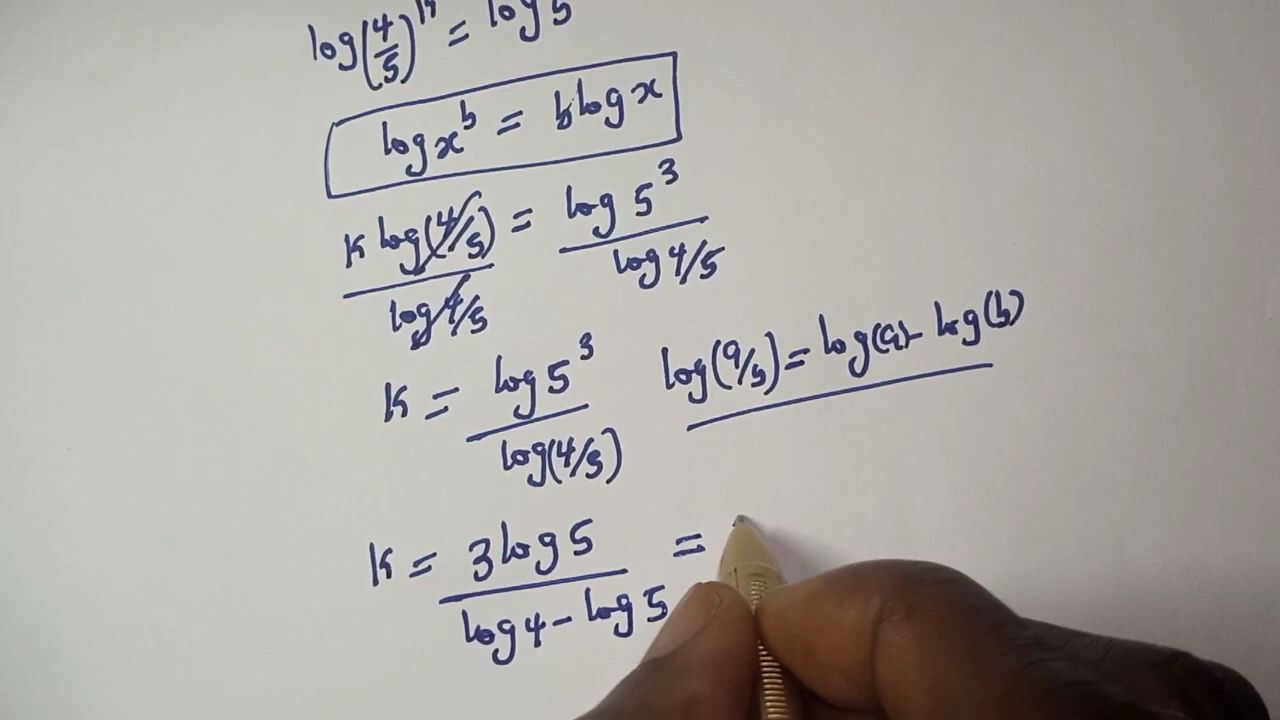 log(4/5)^K = log 5
log x^b = b log x
K log(4/5) / log 4/5 = log 5^3 / log 4/5
K = log 5^3 / log(4/5)
log(a/b) = log(a) - log(b)
K = 3 log 5 / log 4 - log 5 =